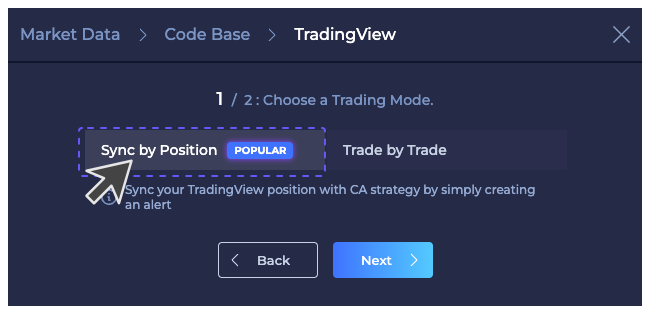 Market Data > Code Base > TradingView
1 / 2 : Choose a Trading Mode.
Sync by Position POPULAR Trade by Trade
Sync your TradingView position with CA strategy by simply creating
an alert
Back Next